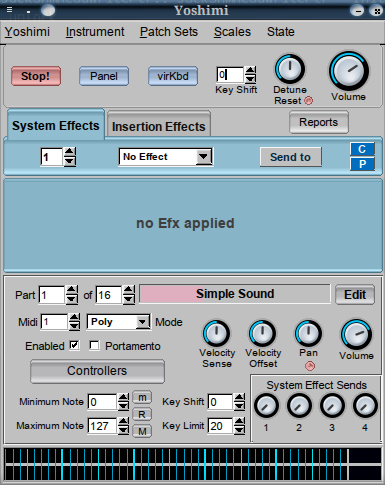 Yoshimi
Yoshimi Instrument Patch Sets Scales State
Stop! Panel virKbd 0
Key Shift Detune Reset Volume
System Effects Insertion Effects Reports
1 No Effect Send to C
P
no Efx applied
Part 1 of 16 Simple Sound Edit
Midi 1 Poly Mode
Enabled Portamento
Velocity Sense Velocity Offset Pan Volume
Controllers
System Effect Sends
Minimum Note 0 m Key Shift 0
R
Maximum Note 127 M Key Limit 20
1 2 3 4